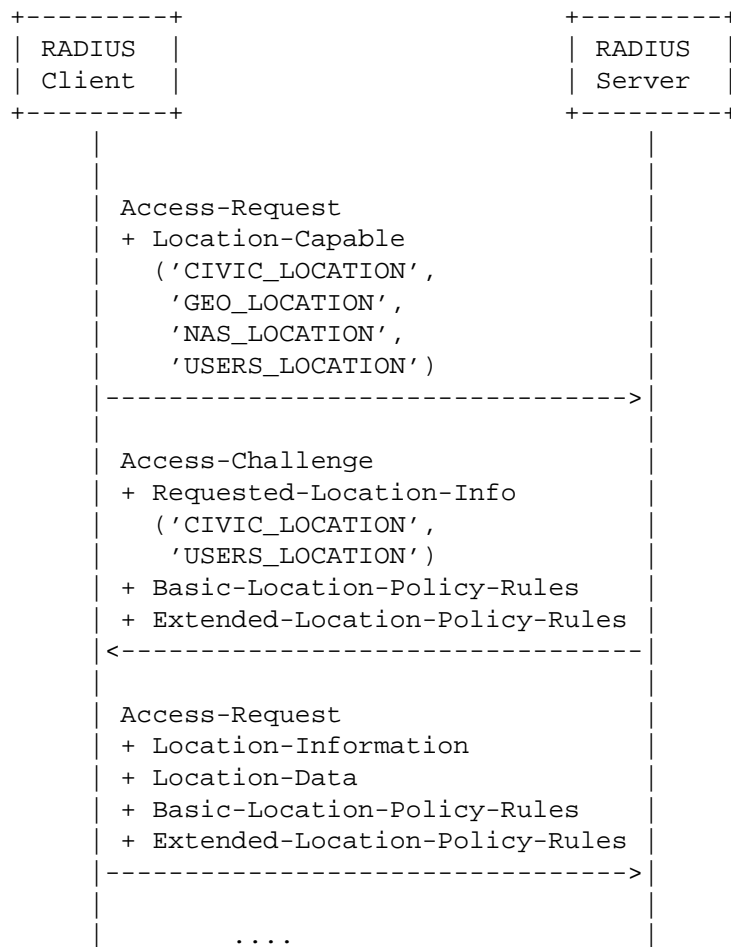 +---------+                        +---------+
| RADIUS  |                        | RADIUS  |
| Client  |                        | Server  |
+---------+                        +---------+
     |                                  |
     |                                  |
     | Access-Request                   |
     | + Location-Capable               |
     |   ('CIVIC_LOCATION',             |
     |    'GEO_LOCATION',               |
     |    'NAS_LOCATION',               |
     |    'USERS_LOCATION')             |
     |--------------------------------->|
     |                                  |
     | Access-Challenge                 |
     | + Requested-Location-Info        |
     |   ('CIVIC_LOCATION',             |
     |    'USERS_LOCATION')             |
     | + Basic-Location-Policy-Rules    |
     | + Extended-Location-Policy-Rules |
     |<---------------------------------|
     |                                  |
     | Access-Request                   |
     | + Location-Information           |
     | + Location-Data                  |
     | + Basic-Location-Policy-Rules    |
     | + Extended-Location-Policy-Rules |
     |--------------------------------->|
     |                                  |
     |        ....                      |